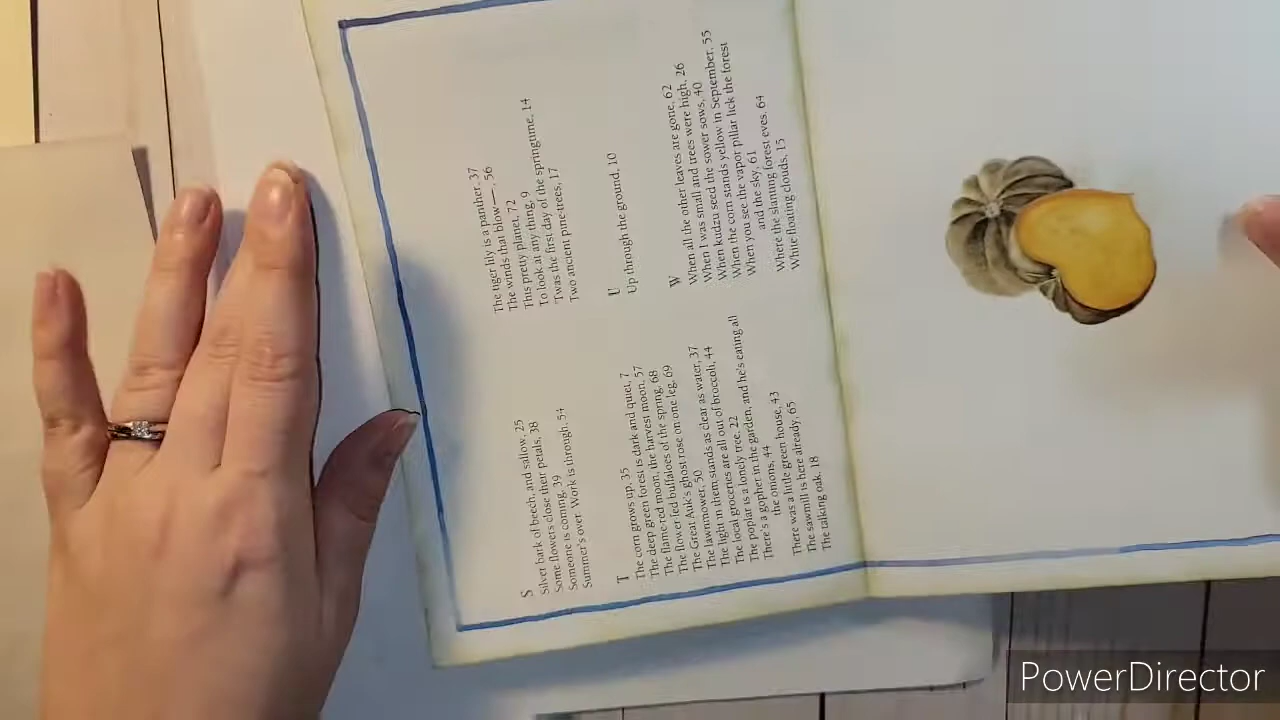 S
Silver bark of beech, and sallow, 25
Some flowers close their petals, 38
Someone is coming, 39
Summer's over. Work is through. 54
T
The corn grows up, 35
The deep green forest is dark and quiet, 7
The flame-red moon, the harvest moon, 57
The flower-fed buffaloes of the spring, 68
The Great Auk's ghost rose on one leg, 69
The lawnmower, 50
The light in them stands as clear as water, 37
The local groceries are all out of broccoli, 44
The poplar is a lonely tree. 22
There's a gopher in the garden, and he's eating all
the onions, 44
There was a little green house, 43
The sawmill is here already, 65
The talking oak, 18
The tiger lily is a panther, 37
The winds that blow—, 56
This pretty planet, 72
To look at any thing, 9
'Twas the first day of the springtime, 14
Two ancient pine trees, 17
U
Up through the ground, 10
W
When all the other leaves are gone, 62
When I was small and trees were high, 26
When kudzu seed the sower sows, 40
When the corn stands yellow in September, 55
When you see the vapor pillar lick the forest
and the sky, 61
Where the slanting forest eves, 64
White floating clouds, 15
PowerDirector